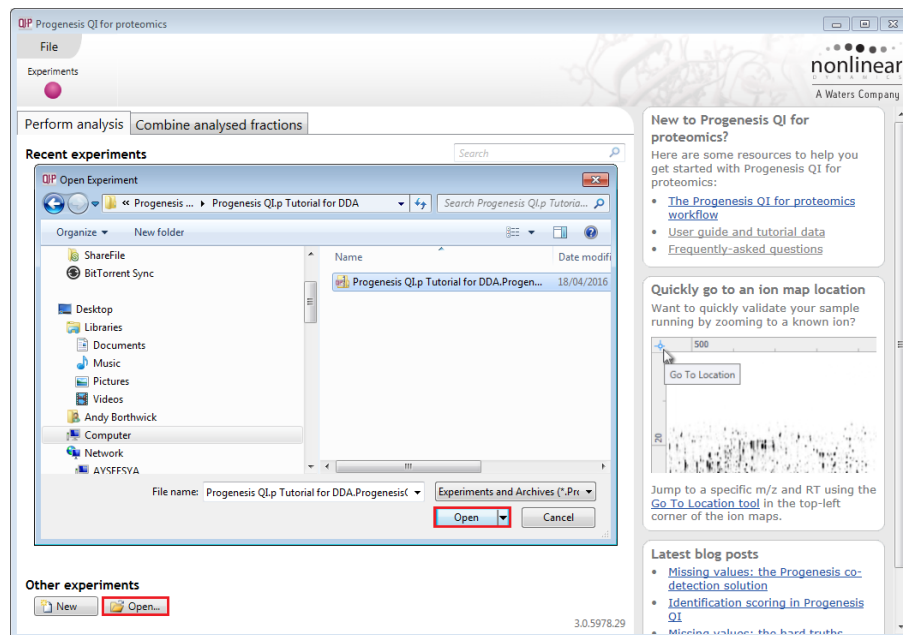 QIP Progenesis QI for proteomics
File
Experiments
nonlinear
DYNAMICS
A Waters Company
Perform analysis
Combine analysed fractions
Recent experiments
Search
QIP Open Experiment
« Progenesis ... Progenesis QI.p Tutorial for DDA
Search Progenesis QI.p Tutoria...
Organize
New folder
ShareFile
BitTorrent Sync
Desktop
Libraries
Documents
Music
Pictures
Videos
Andy Borthwick
Computer
Network
Name
Date modifi
Progenesis QI.p Tutorial for DDA.Progen...
18/04/2016
File name:
Progenesis QI.p Tutorial for DDA.Progenesis
Experiments and Archives (*.Pr
Open
Cancel
Other experiments
New
Open...
3.0.5978.29
New to Progenesis QI for
proteomics?
Here are some resources to help you
get started with Progenesis QI for
proteomics:
• The Progenesis QI for proteomics
workflow
• User guide and tutorial data
• Frequently-asked questions
Quickly go to an ion map location
Want to quickly validate your sample
running by zooming to a known ion?
500
Go To Location
20
Jump to a specific m/z and RT using the
Go To Location tool in the top-left
corner of the ion maps.
Latest blog posts
• Missing values: the Progenesis co-
detection solution
• Identification scoring in Progenesis
QI
• Missing values: the hard truths